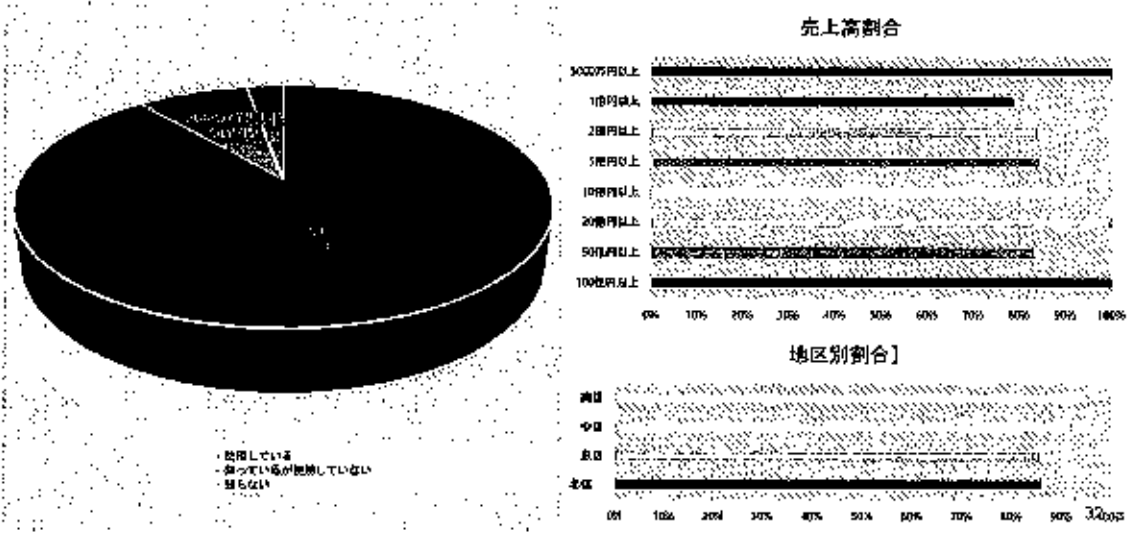 ・使用している
・知っているが使用していない
・知らない
売上高割合
5000万円以上
1億円以上
2億円以上
5億円以上
10億円以上
20億円以上
50億円以上
100億円以上
0% 10% 20% 30% 40% 50% 60% 70% 80% 90% 100%
地区別割合】
南区
中区
東区
北区
0% 10% 20% 30% 40% 50% 60% 70% 80% 90%
32